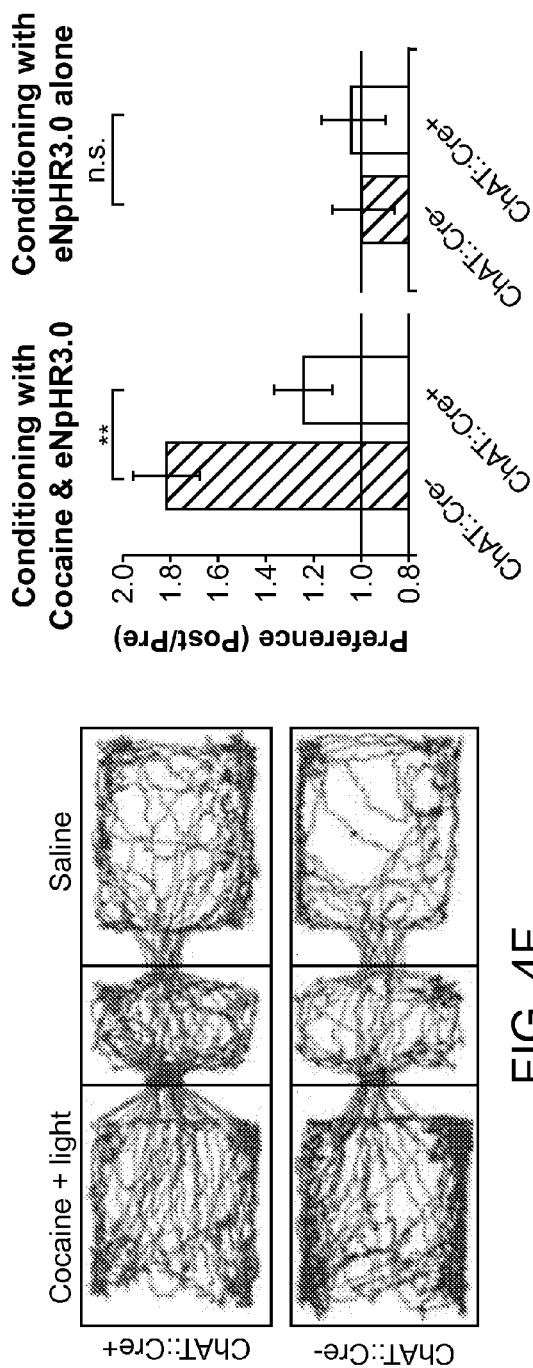 Cocaine + light
Saline
ChAT::Cre+
ChAT::Cre-
FIG. 4E
Conditioning with
Cocaine & eNpHR3.0
Conditioning with
eNpHR3.0 alone
**
n.s.
Preference (Post/Pre)
2.0
1.8
1.6
1.4
1.2
1.0
0.8
ChAT::Cre-
ChAT::Cre+
ChAT::Cre-
ChAT::Cre+